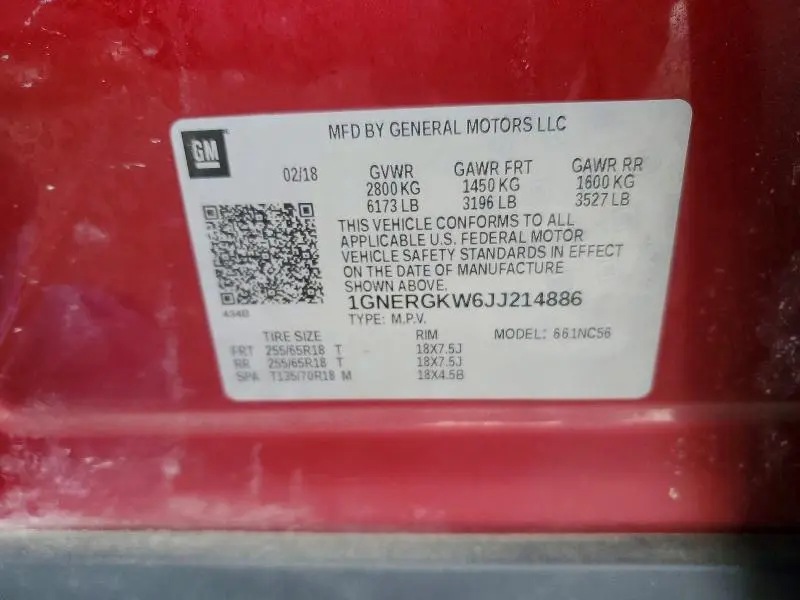 GM
MFD BY GENERAL MOTORS LLC
02/18 GVWR GAWR FRT GAWR RR
2800 KG 1450 KG 1600 KG
6173 LB 3196 LB 3527 LB
THIS VEHICLE CONFORMS TO ALL
APPLICABLE U.S. FEDERAL MOTOR
VEHICLE SAFETY STANDARDS IN EFFECT
ON THE DATE OF MANUFACTURE
SHOWN ABOVE.
1GNERGKW6JJ214886
TYPE: M.P.V. MODEL: 661NC56
TIRE SIZE RIM
FRT 255/65R18 T 18X7.5J
RR 255/65R18 T 18X7.5J
SPA T135/70R18 M 18X4.5B